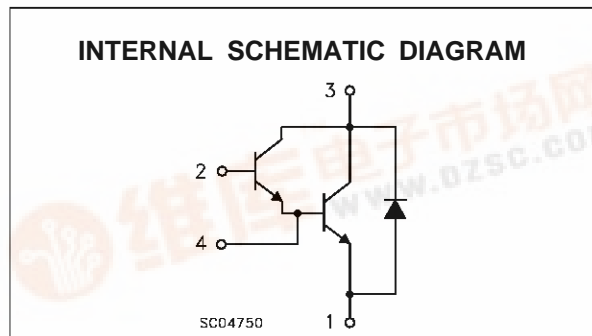 INTERNAL SCHEMATIC DIAGRAM
3
2
4
SC04750
1
维库电子市场网
www.dzsc.com